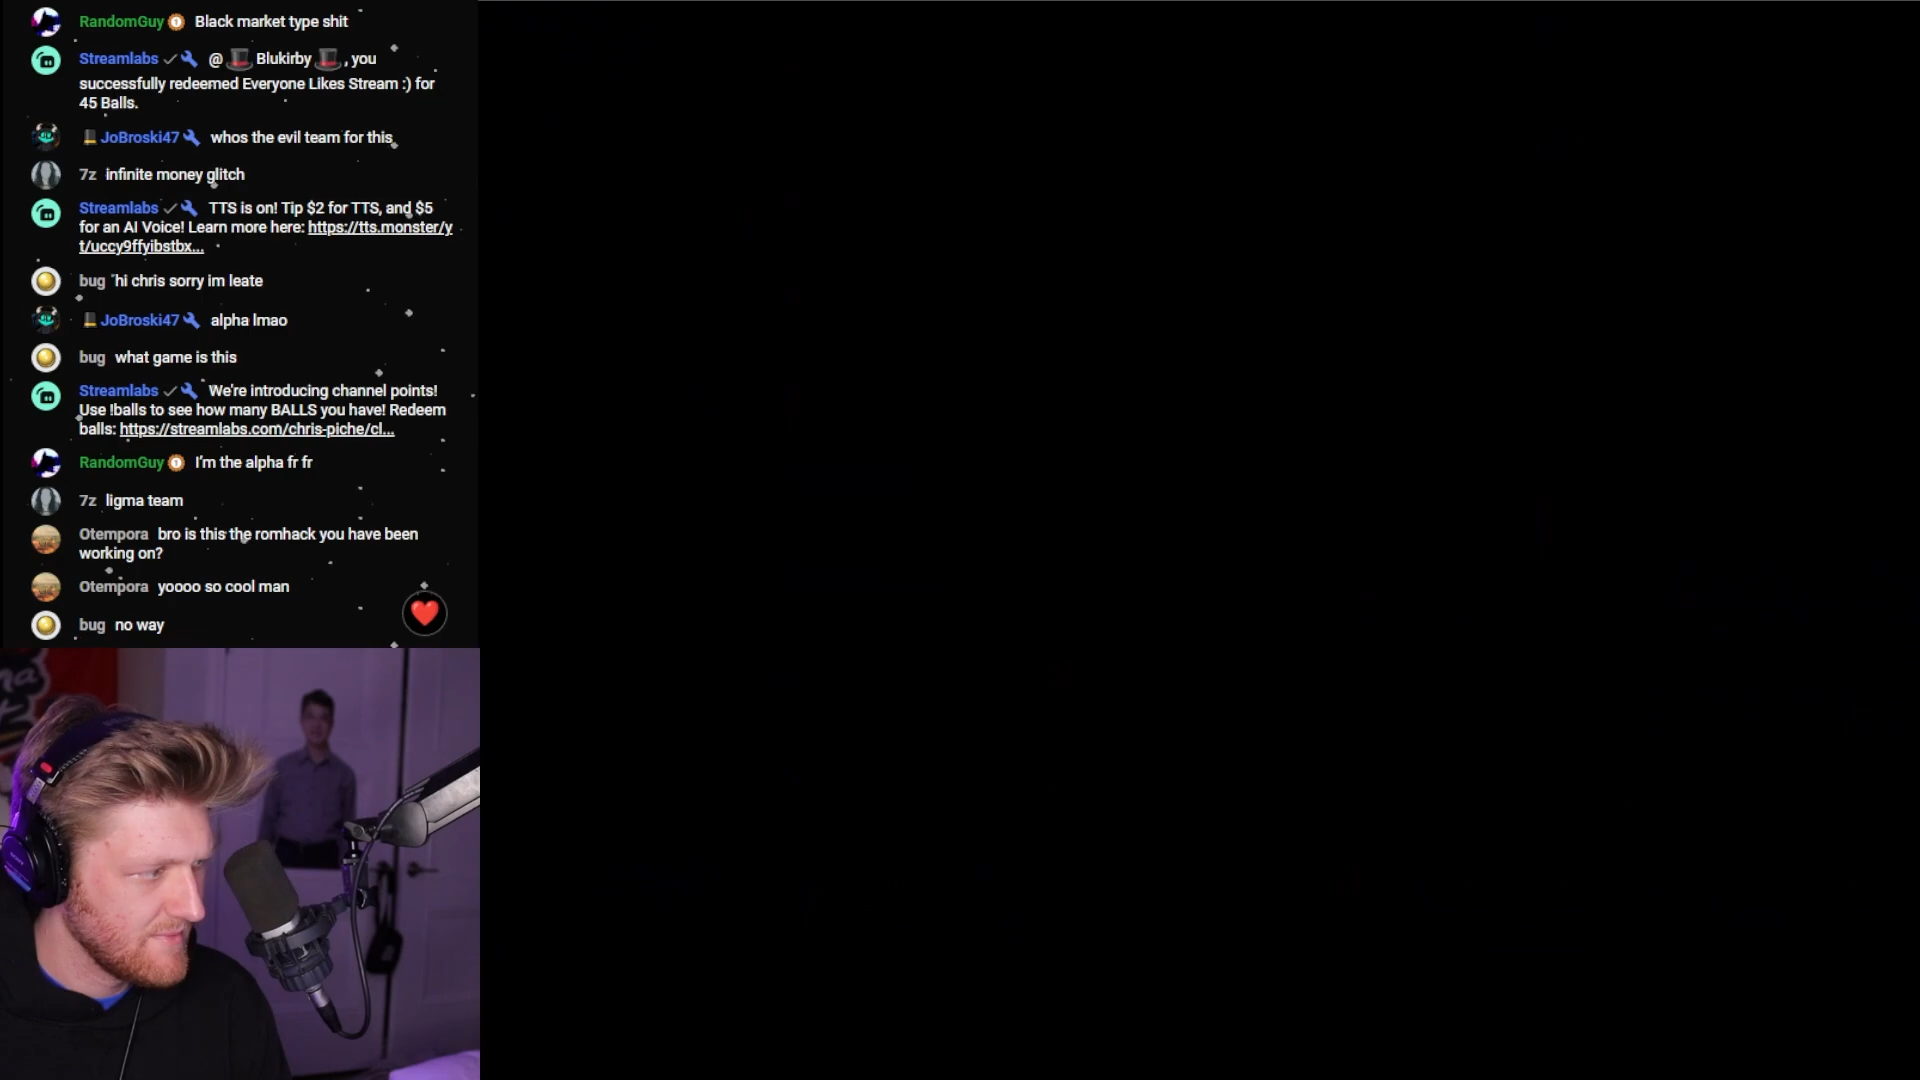 RandomGuy Black market type shit
Streamlabs @ Blukirby , you
successfully redeemed Everyone Likes Stream :) for
45 Balls.
JoBroski47 whos the evil team for this
7z infinite money glitch
Streamlabs TTS is on! Tip $2 for TTS, and $5
for an AI Voice! Learn more here: https://tts.monster/y
t/uccy9ffyibstbx...
bug hi chris sorry im leate
JoBroski47 alpha lmao
bug what game is this
Streamlabs We're introducing channel points!
Use !balls to see how many BALLS you have! Redeem
balls: https://streamlabs.com/chris-piche/cl...
RandomGuy I'm the alpha fr fr
7z ligma team
Otempora bro is this the romhack you have been
working on?
Otempora yoooo so cool man
bug no way